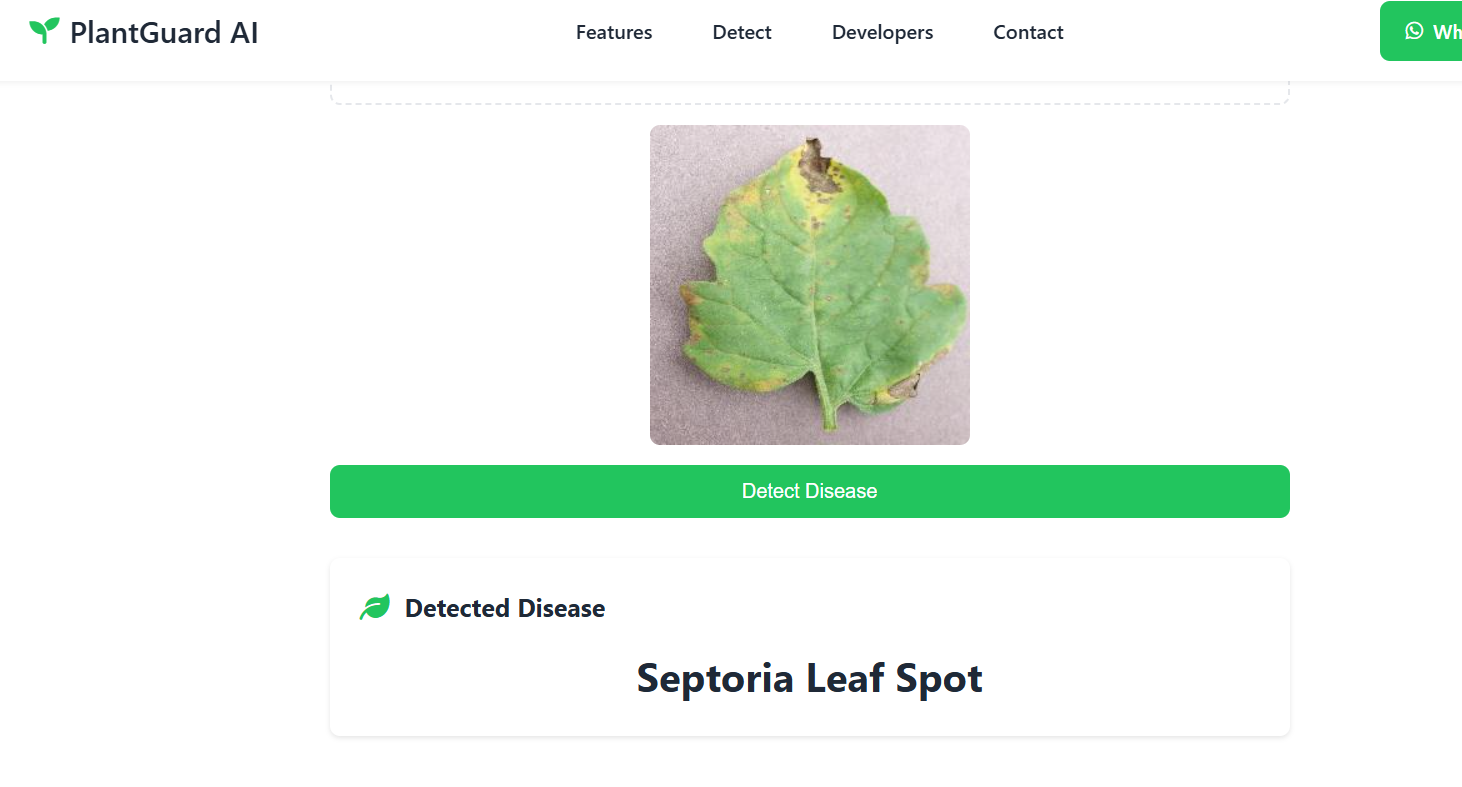 PlantGuard AI
Features
Detect
Developers
Contact
Detect Disease
Detected Disease
Septoria Leaf Spot